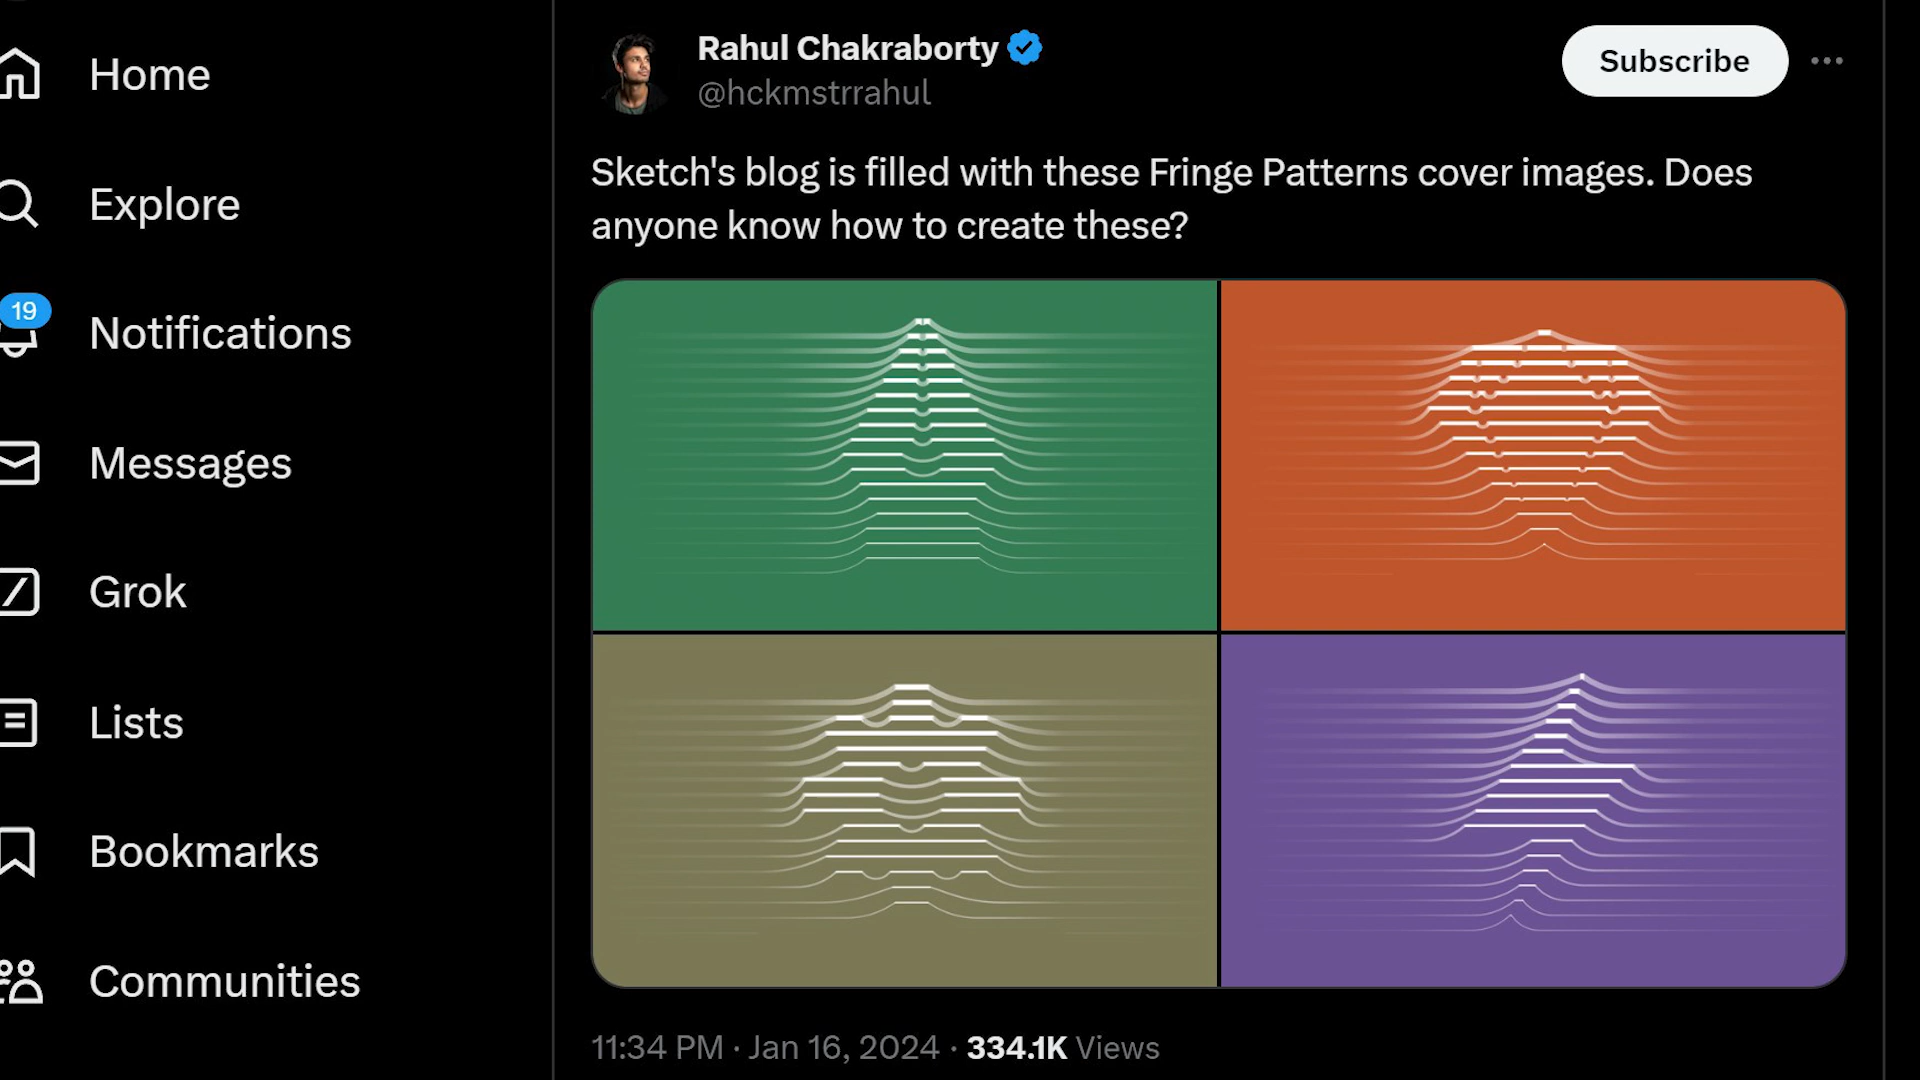 Home
Explore
19
Notifications
Messages
Grok
Lists
Bookmarks
Communities
Rahul Chakraborty
@hckmstrrahul
Subscribe
Sketch's blog is filled with these Fringe Patterns cover images. Does
anyone know how to create these?
11:34 PM · Jan 16, 2024 · 334.1K Views